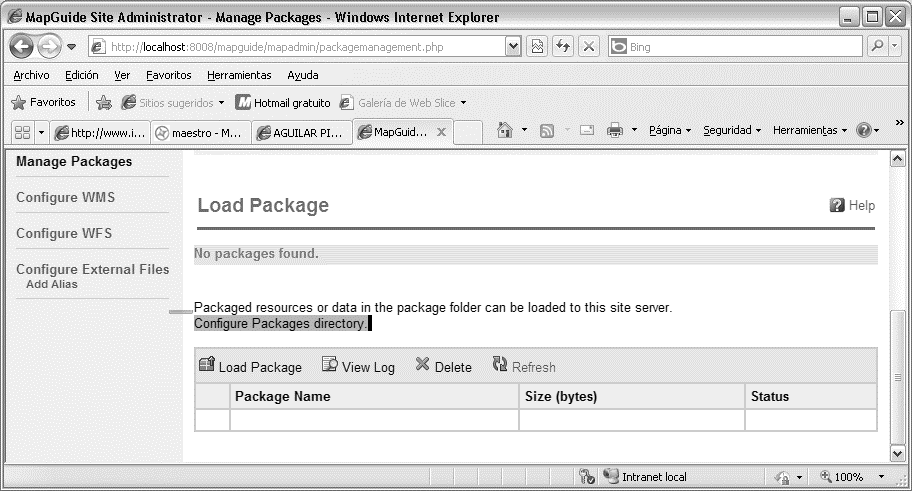 MapGuide Site Administrator - Manage Packages - Windows Internet Explorer
http://localhost:8008/mapguide/mapadmin/packagemanagement.php
Bing
Archivo Edición Ver Favoritos Herramientas Ayuda
Favoritos Sitios sugeridos Hotmail gratuito Galería de Web Slice
http://www.i... maestro - M... AGUILAR PI... MapGuid... Página Seguridad Herramientas »
Manage Packages
Configure WMS
Configure WFS
Configure External Files
Add Alias
Load Package
Help
No packages found.
Packaged resources or data in the package folder can be loaded to this site server.
Configure Packages directory.
Load Package View Log Delete Refresh
Package Name Size (bytes) Status
Intranet local 100%